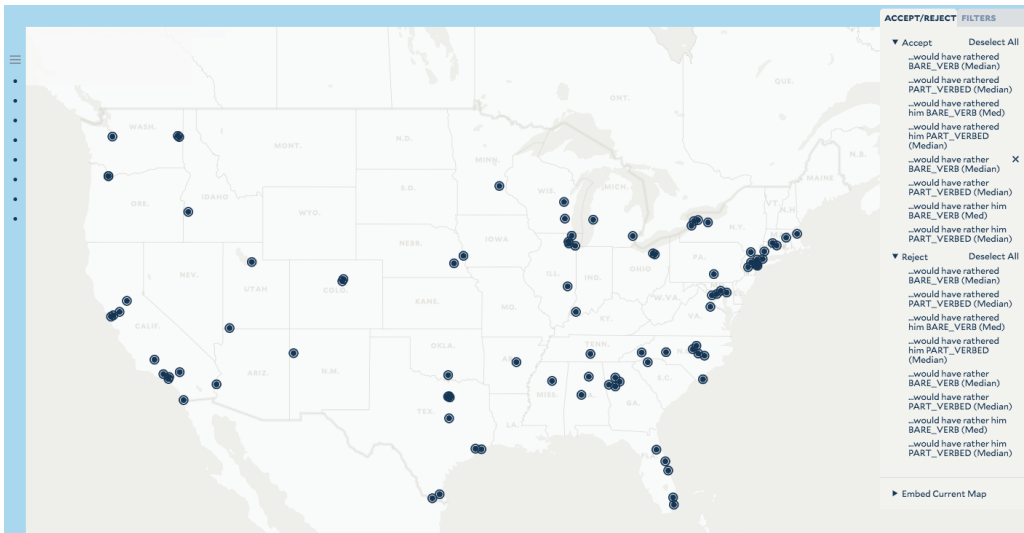 ACCEPT/REJECT FILTERS
▼ Accept Deselect All
...would have rathered
BARE_VERB (Median)
...would have rathered
PART_VERBED (Median)
...would have rathered
him BARE_VERB (Med)
...would have rathered
him PART_VERBED
(Median)
...would have rather ×
BARE_VERB (Median)
...would have rather
PART_VERBED (Median)
...would have rather him
BARE_VERB (Med)
...would have rather him
PART_VERBED (Median)
▼ Reject Deselect All
...would have rathered
BARE_VERB (Median)
...would have rathered
PART_VERBED (Median)
...would have rathered
him BARE_VERB (Med)
...would have rathered
him PART_VERBED
(Median)
...would have rather
BARE_VERB (Median)
...would have rather
PART_VERBED (Median)
...would have rather him
BARE_VERB (Med)
...would have rather him
PART_VERBED (Median)
▶ Embed Current Map
QUE.
ONT.
WASH.
MONT.
N.D.
MINN.
N.B.
MAINE
ORE.
IDAHO
S.D.
WIS.
MICH.
VT.
N.H.
WYO.
N.Y.
IOWA
NEBR.
PA.
NEV.
UTAH
COLO.
ILL.
IND.
OHIO
KANS.
MO.
W.VA.
VA.
CALIF.
KY.
ARIZ.
N.M.
OKLA.
TENN.
S.C.
TEX.
MISS.
GA.
LA.